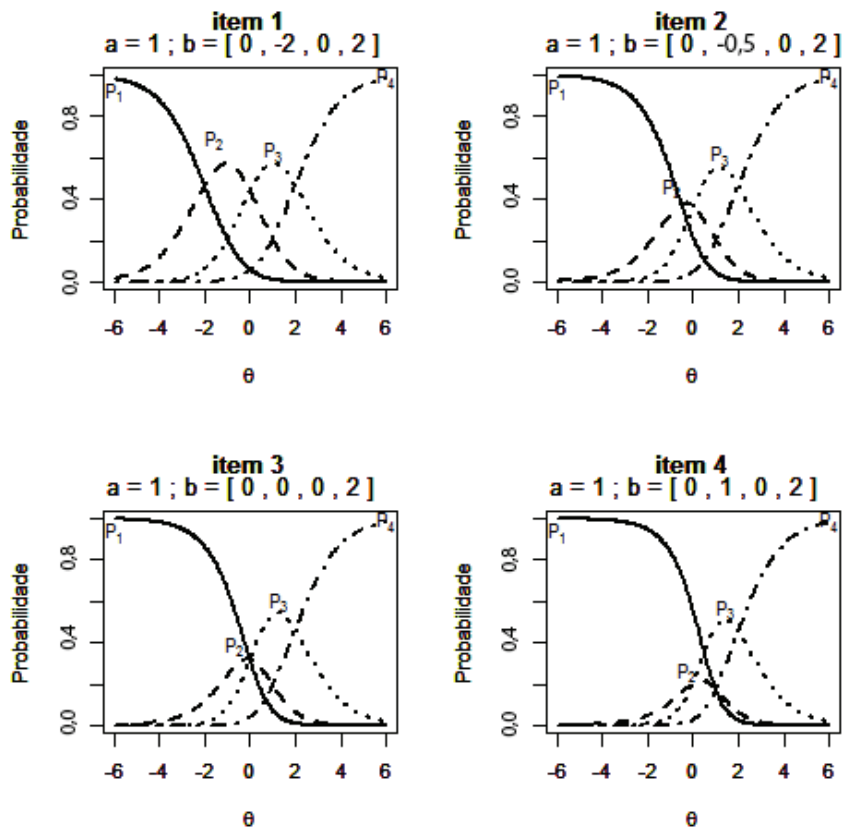 item 1
a = 1 ; b = [ 0 , -2 , 0 , 2 ]
Probabilidade
0,8
0,4
0,0
P1
P2
P3
P4
-6 -4 -2 0 2 4 6
θ
item 2
a = 1 ; b = [ 0 , -0,5 , 0 , 2 ]
Probabilidade
0,8
0,4
0,0
P1
P3
P4
-6 -4 -2 0 2 4 6
θ
item 3
a = 1 ; b = [ 0 , 0 , 0 , 2 ]
Probabilidade
0,8
0,4
0,0
P1
P2
P3
P4
-6 -4 -2 0 2 4 6
θ
item 4
a = 1 ; b = [ 0 , 1 , 0 , 2 ]
Probabilidade
0,8
0,4
0,0
P1
P2
P3
P4
-6 -4 -2 0 2 4 6
θ